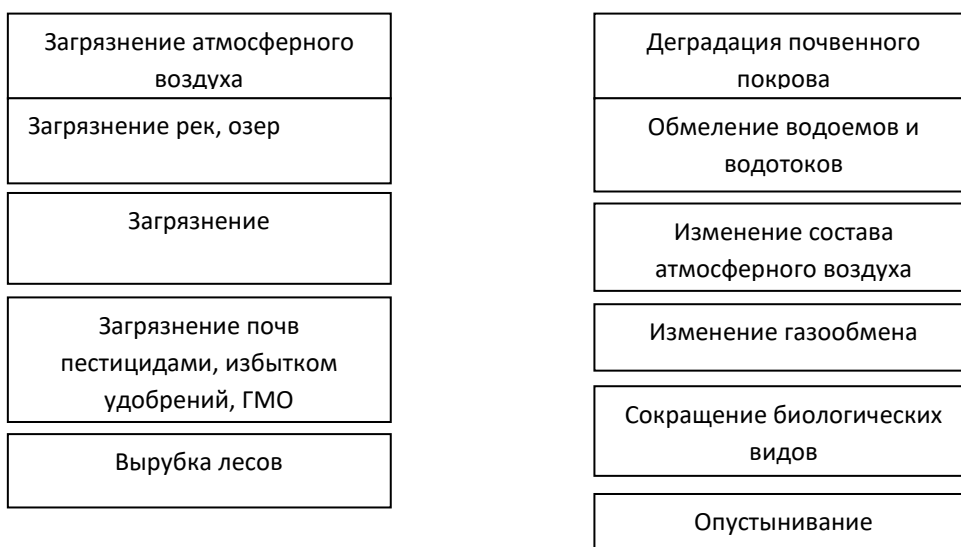 Загрязнение атмосферного
воздуха
Загрязнение рек, озер
Загрязнение
Загрязнение почв
пестицидами, избытком
удобрений, ГМО
Вырубка лесов
Деградация почвенного
покрова
Обмеление водоемов и
водотоков
Изменение состава
атмосферного воздуха
Изменение газообмена
Сокращение биологических
видов
Опустынивание